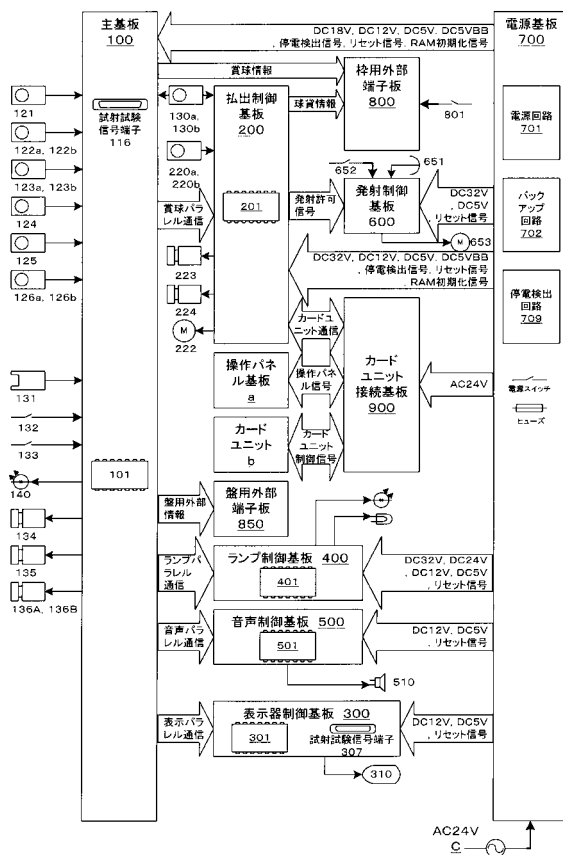 主基板
100
DC18V, DC12V, DC5V, DC5VBB
, 停電検出信号, リセット信号, RAM初期化信号
電源基板
700
賞球情報
121
試射試験
信号端子
116
130a,
130b
払出制御
基板
200
球貸情報
枠用外部
端子板
800
801
電源回路
701
122a, 122b
220a,
220b
652
651
123a, 123b
賞球パ
ラレル通信
201
発射許可
信号
発射制御
基板
600
DC32V
, DC5V,
リセット信号
バック
アップ
回路
702
124
653
M
125
223
DC32V, DC12V, DC5V, DC5VBB
, 停電検出信号, リセット信号,
RAM初期化信号
停電検出
回路
709
126a, 126b
224
M
222
カードユ
ニット通信
操作パネ
ル基板
a
操作パネル
信号
カード
ユニット
接続基板
900
AC24V
電源スイッチ
ヒューズ
131
132
カード
ユニット
b
カード
ユニット
制御信号
133
101
140
盤用外部
情報
盤用外部
端子板
850
134
135
ランプパ
ラレル
通信
ランプ制御基板 400
401
DC32V, DC24V
, DC12V, DC5V
, リセット信号
136A, 136B
音声パラ
レル通信
音声制御基板 500
501
DC12V, DC5V
, リセット信号
510
表示パラ
レル通信
表示器制御基板 300
301
試射試験信号端子
307
DC12V, DC5V
, リセット信号
310
AC24V
C